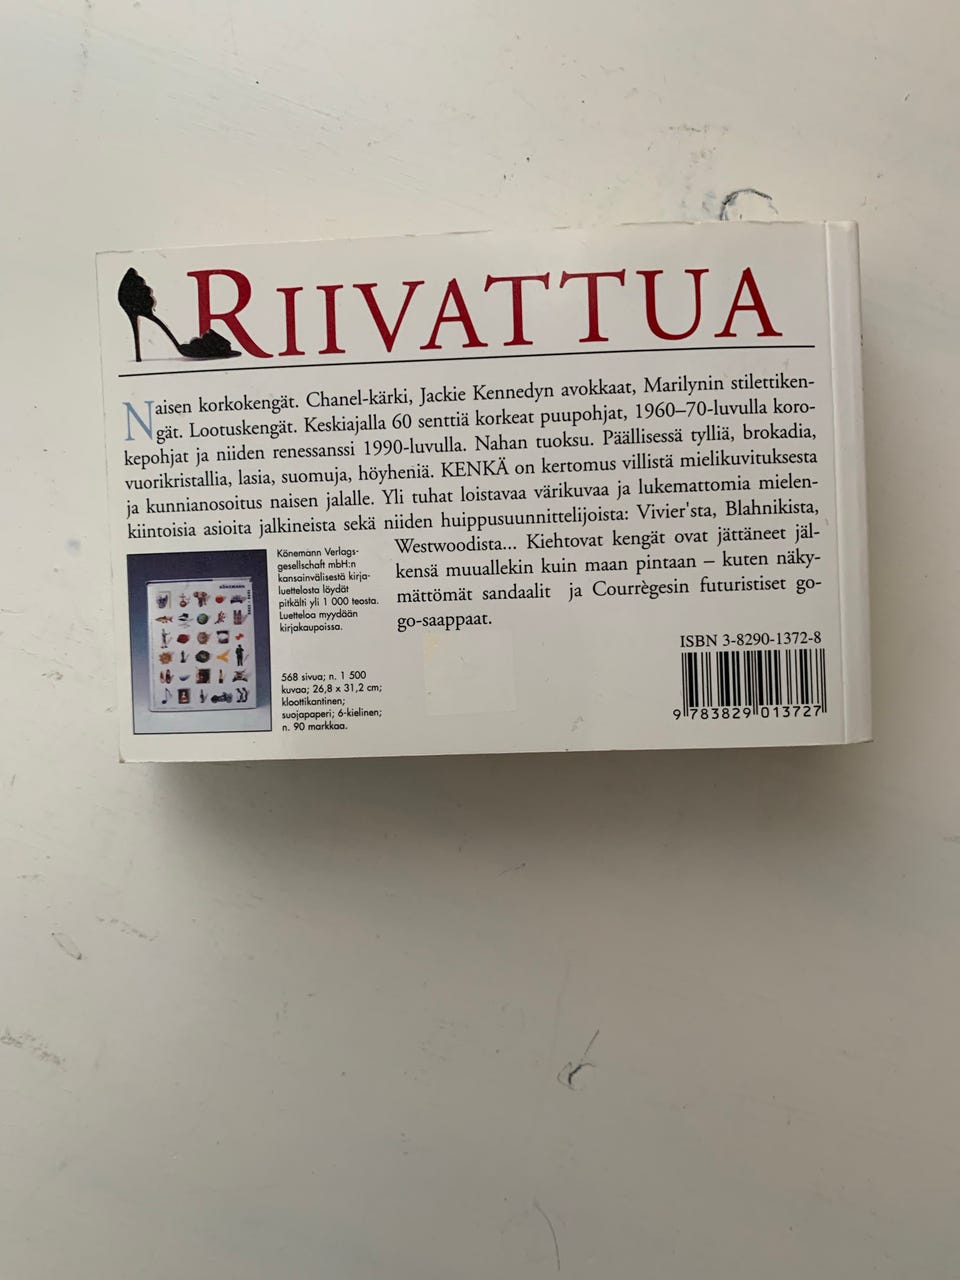 RIIVATTUA
Naisen korkokengät. Chanel-kärki, Jackie Kennedyn avokkaat, Marilynin stilettiken-
gät. Lootuskengät. Keskiajalla 60 senttiä korkeat puupohjat, 1960–70-luvulla koro-
kepohjat ja niiden renessanssi 1990-luvulla. Nahan tuoksu. Päällisessä tylliä, brokadia,
vuorikristallia, lasia, suomuja, höyheniä. KENKÄ on kertomus villistä mielikuvituksesta
ja kunnianosoitus naisen jalalle. Yli tuhat loistavaa värikuvaa ja lukemattomia mielen-
kiintoisia asioita jalkineista sekä niiden huippusuunnittelijoista: Vivier'sta, Blahnikista,
Westwoodista... Kiehtovat kengät ovat jättäneet jäl-
kensä muuallekin kuin maan pintaan – kuten näky-
mättömät sandaalit ja Courrègesin futuristiset go-
go-saappaat.
Könemann Verlags-
gesellschaft mbH:n
kansainvälisestä kirja-
luettelosta löydät
pitkälti yli 1 000 teosta.
Luetteloa myydään
kirjakaupoissa.
568 sivua; n. 1 500
kuvaa; 26,8 x 31,2 cm;
kloottikantinen;
suojapaperi; 6-kielinen;
n. 90 markkaa.
ISBN 3-8290-1372-8
9 783829 013727